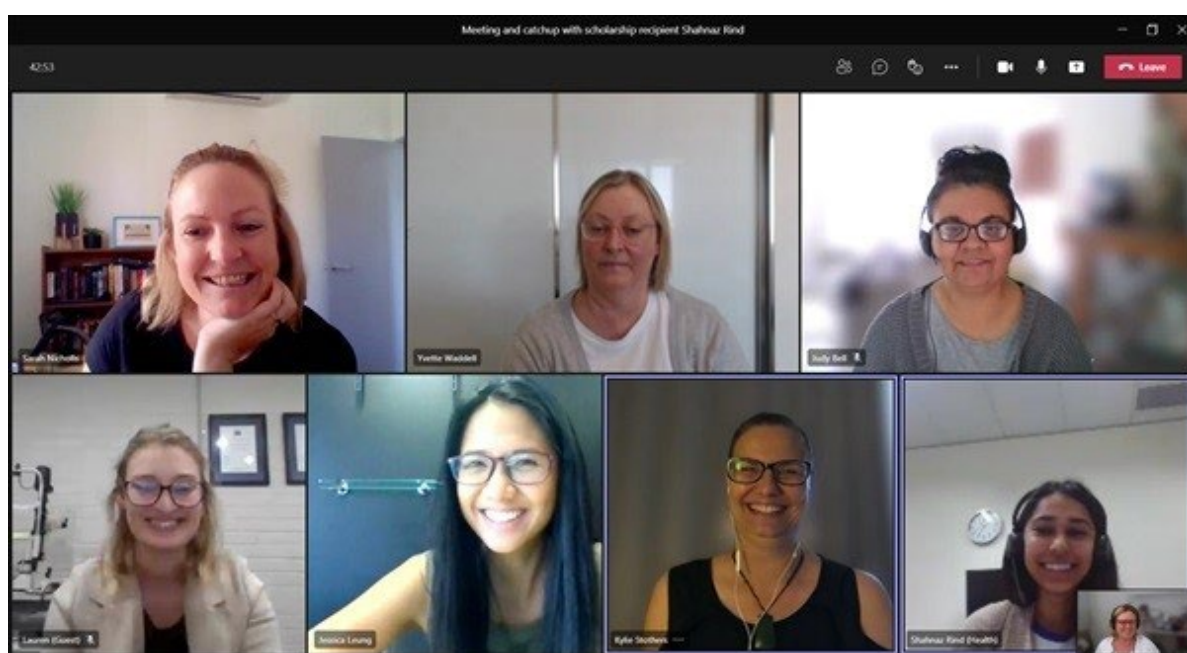 Meeting and catchup with scholarship recipient Shahnaz Rind
42:53
Leave
Sarah Nicholls
Yvette Waddell
Judy Bell
Lauren (Guest)
Jessica Leung
Kylie Stothers
Shahnaz Rind (Health)